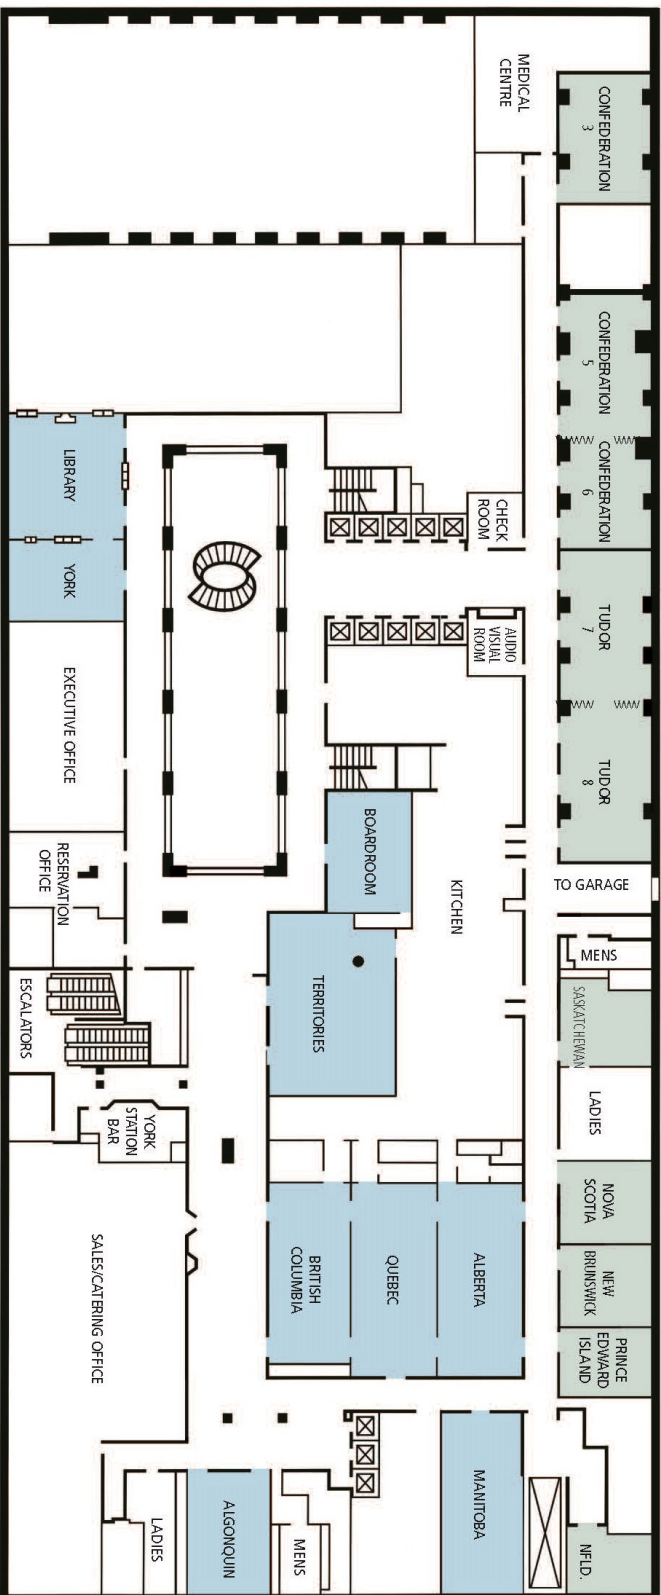 MEDICAL
CENTRE
CONFEDERATION
3
CONFEDERATION
5
CONFEDERATION
6
LIBRARY
CHECK
ROOM
YORK
TUDOR
7
AUDIO
VISUAL
ROOM
EXECUTIVE OFFICE
TUDOR
8
BOARDROOM
RESERVATION
OFFICE
KITCHEN
TO GARAGE
MENS
ESCALATORS
TERRITORIES
SASKATCHEWAN
LADIES
YORK
STATION
BAR
NOVA
SCOTIA
SALES/CATERING OFFICE
BRITISH
COLUMBIA
QUEBEC
ALBERTA
NEW
BRUNSWICK
PRINCE
EDWARD
ISLAND
LADIES
ALGONQUIN
MENS
MANITOBA
NFLD.